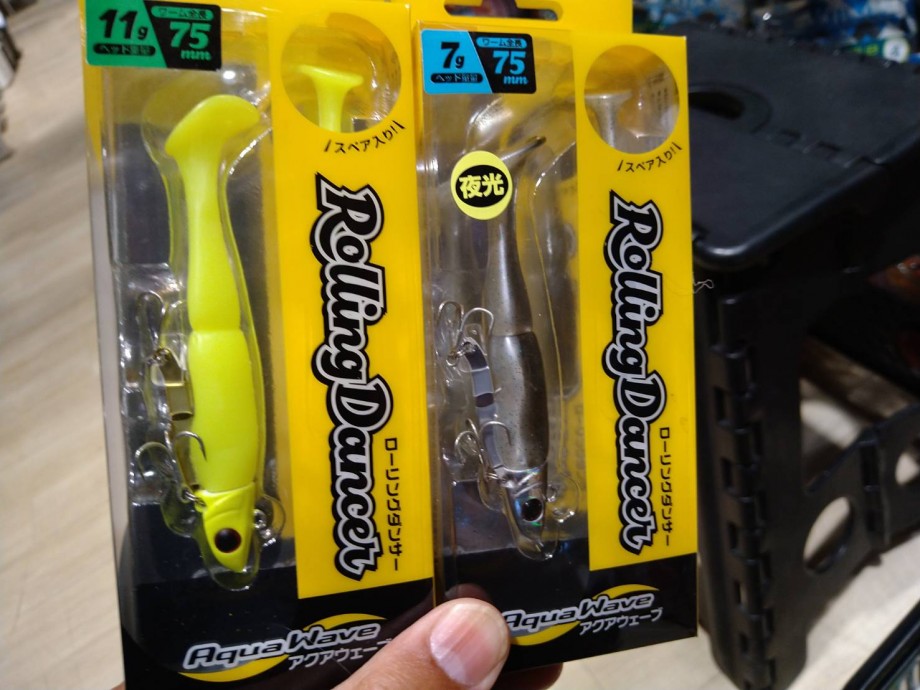 11g
ヘッド重量
ワーム全長
75
mm
\スペア入り!/
Rolling Dancer
ローリングダンサー
Aqua Wave
アクアウェーブ
7g
ヘッド重量
ワーム全長
75
mm
夜光
\スペア入り!/
Rolling Dancer
ローリングダンサー
Aqua Wave
アクアウェーブ